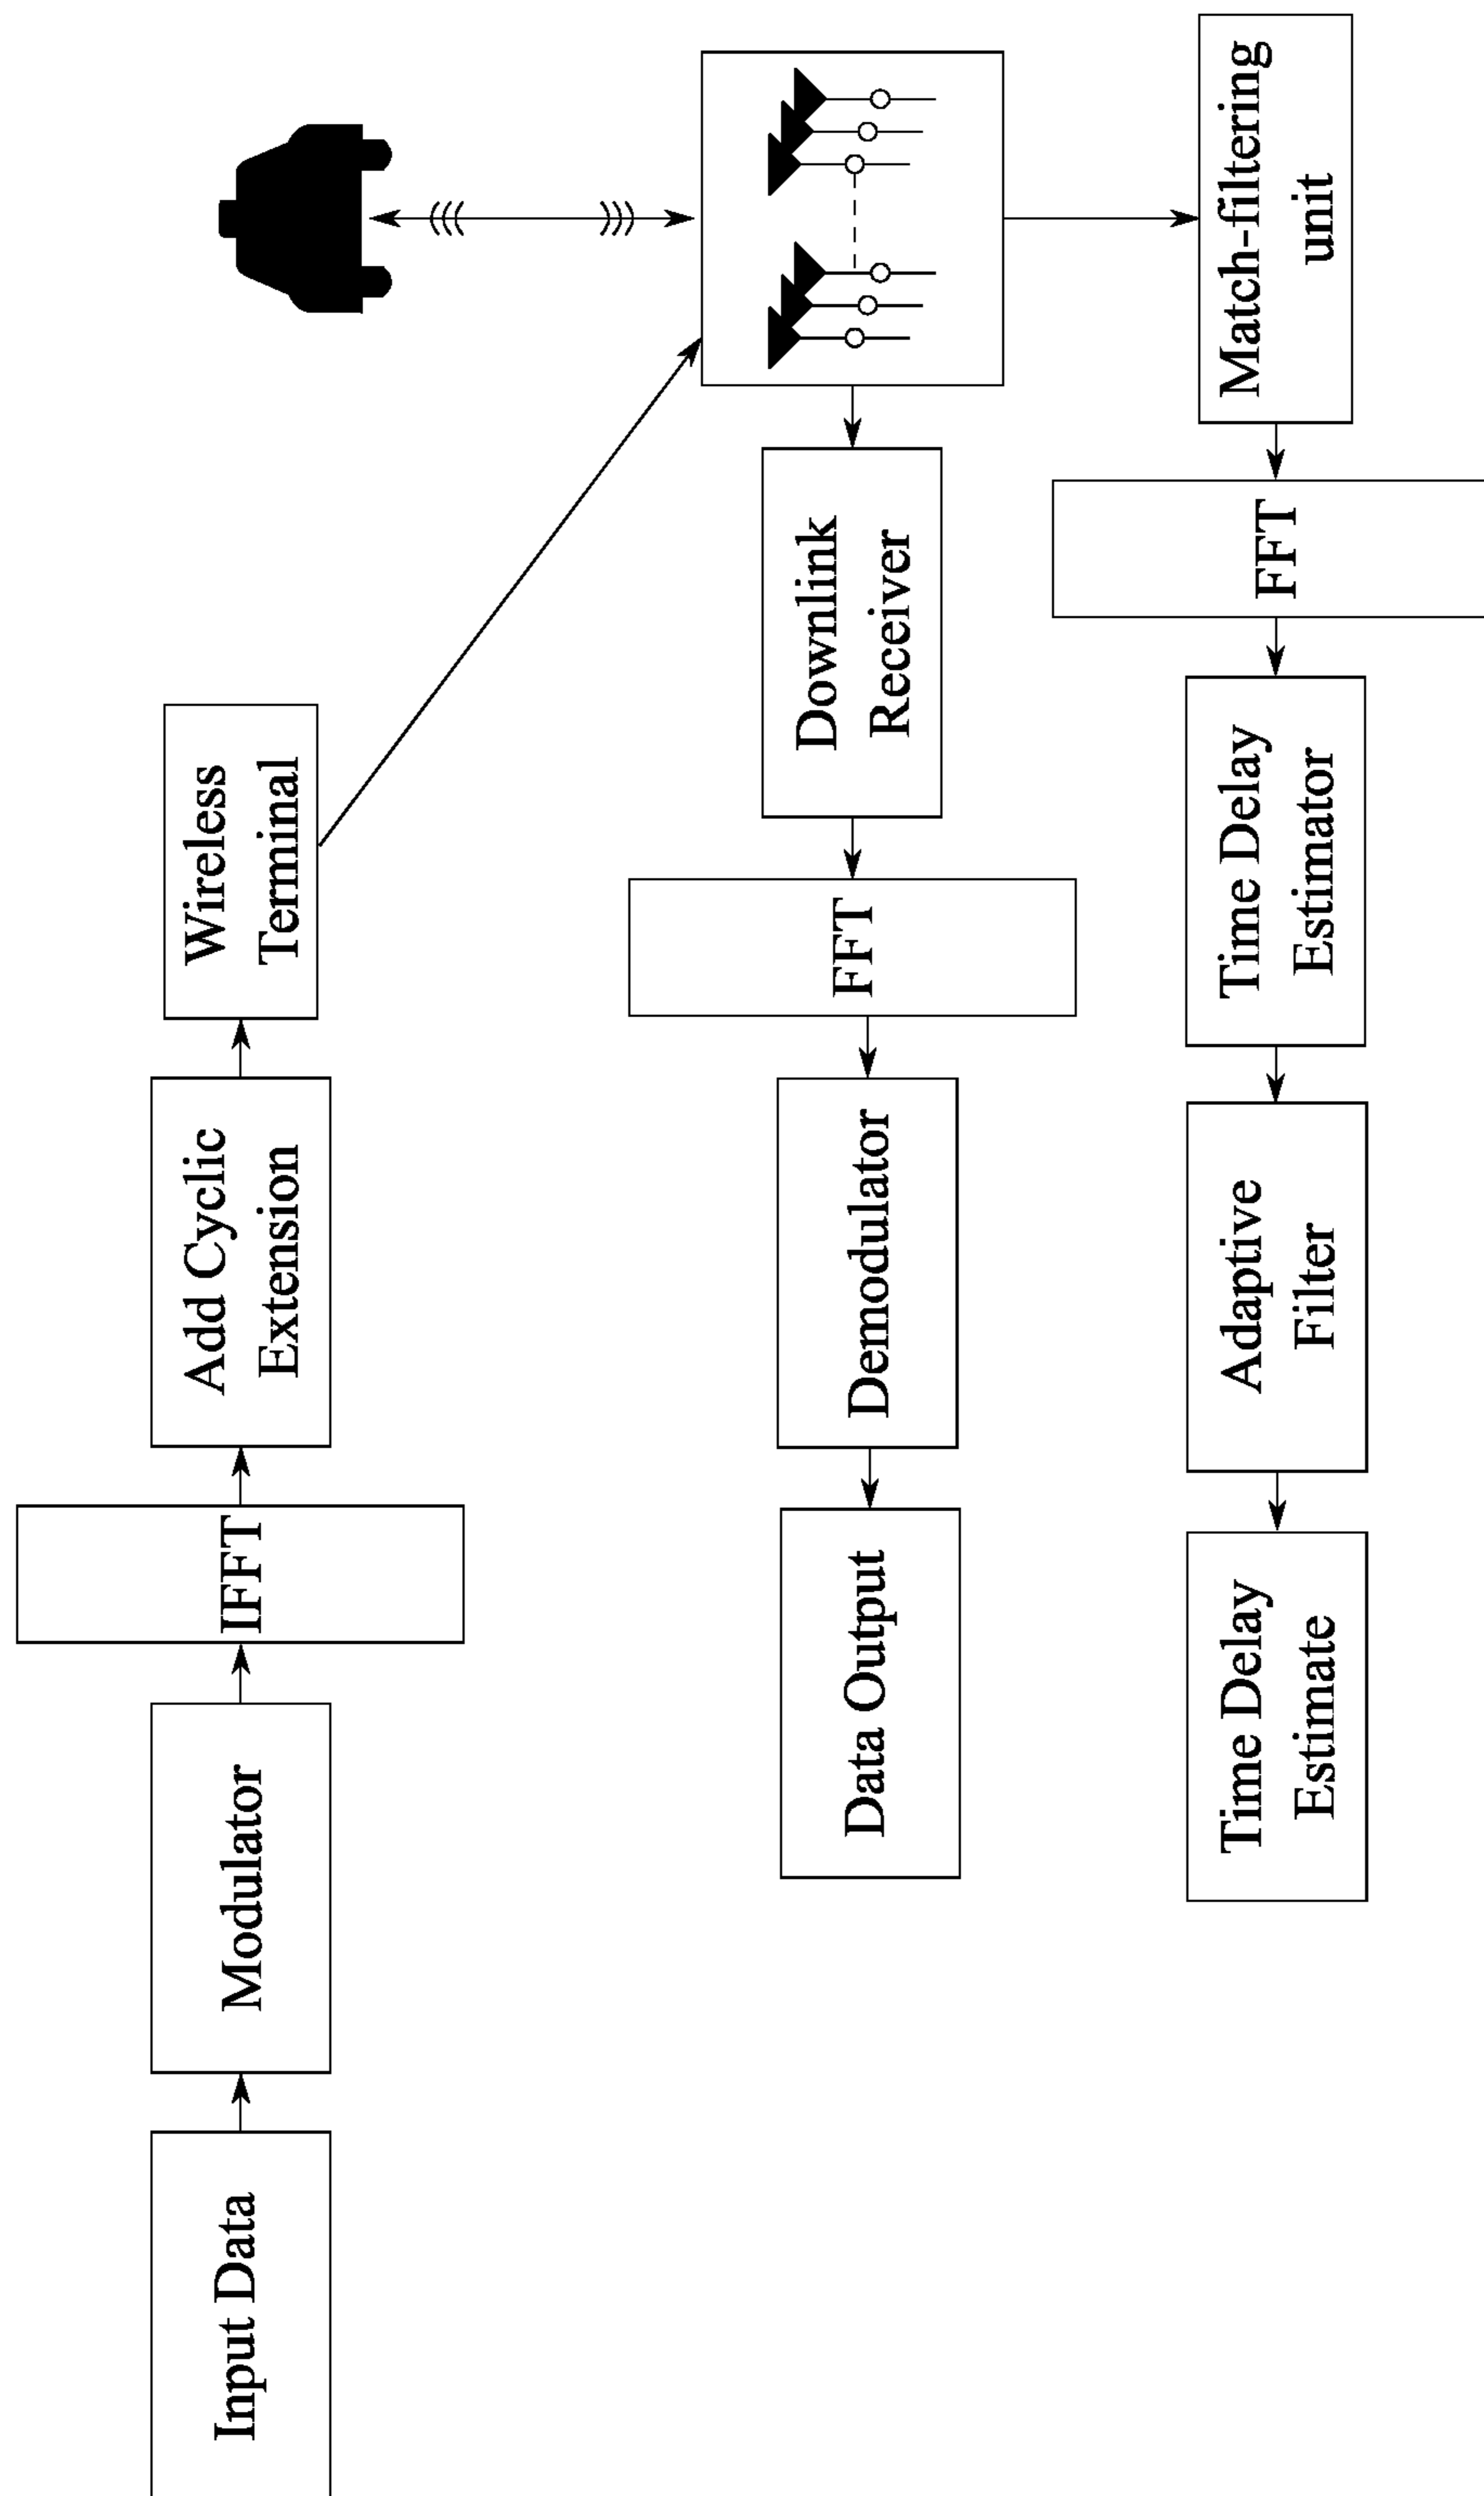 Input Data
Modulator
IFFT
Add Cyclic
Extension
Wireless
Terminal
Downlink
Receiver
FFT
Demodulator
Data Output
Match-filtering
unit
FFT
Time Delay
Estimator
Adaptive
Filter
Time Delay
Estimate